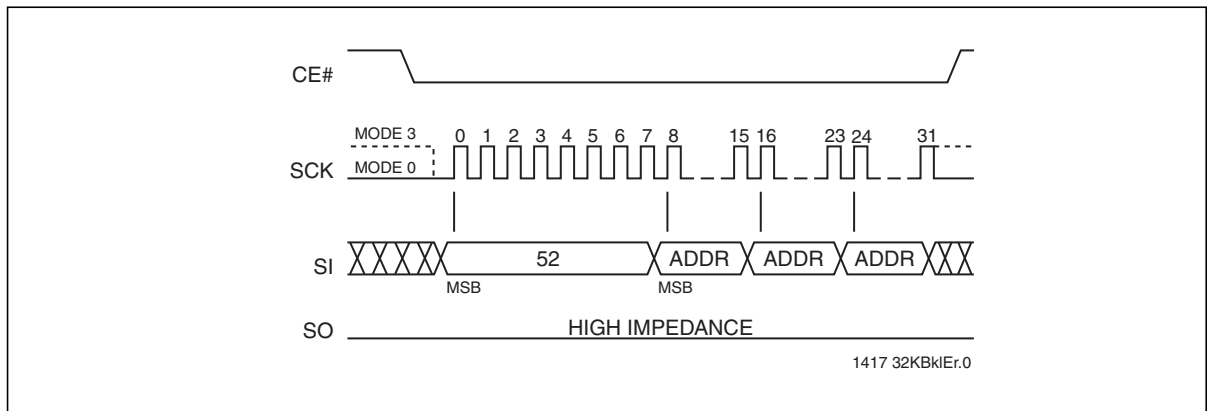 CE#
MODE 3
0 1 2 3 4 5 6 7 8 15 16 23 24 31
SCK
MODE 0
SI
52
ADDR
ADDR
ADDR
MSB
MSB
SO
HIGH IMPEDANCE
1417 32KBklEr.0